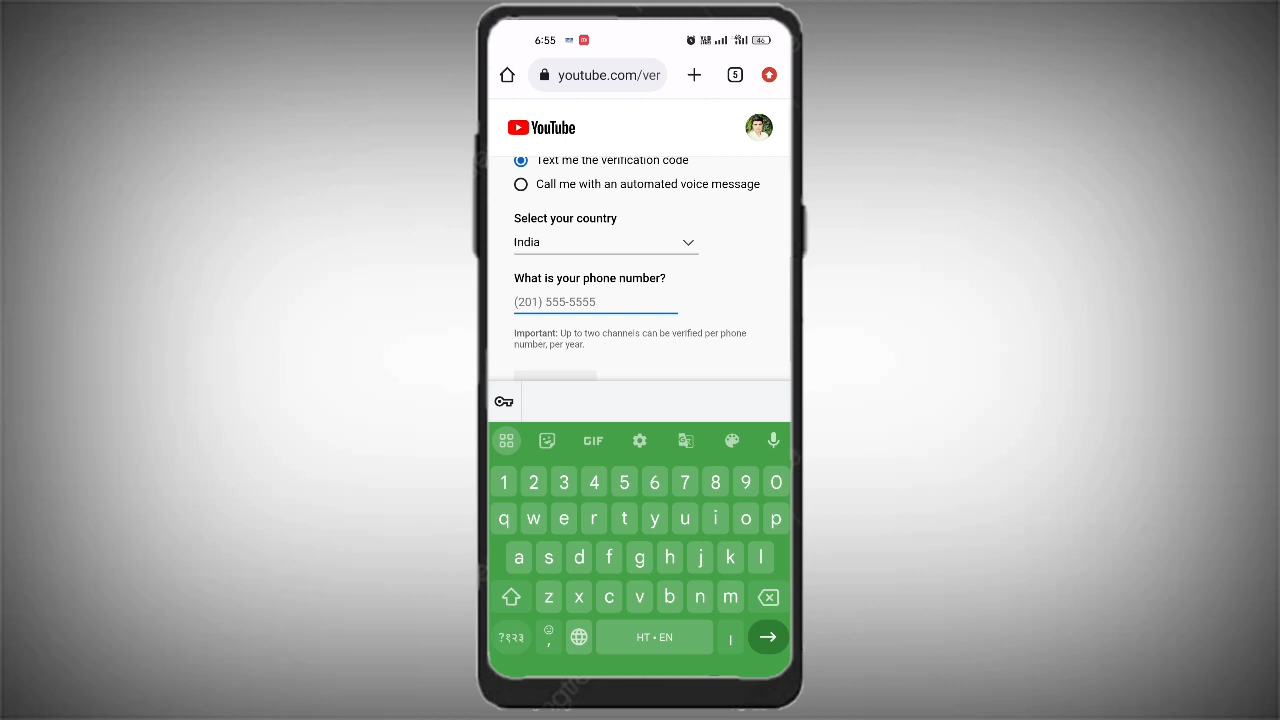 6:55
46
youtube.com/ver
5
YouTube
Text me the verification code
Call me with an automated voice message
Select your country
India
What is your phone number?
(201) 555-5555
Important: Up to two channels can be verified per phone
number, per year.
GIF
1 2 3 4 5 6 7 8 9 0
q w e r t y u i o p
a s d f g h j k l
z x c v b n m
?१२३ , HT • EN ।